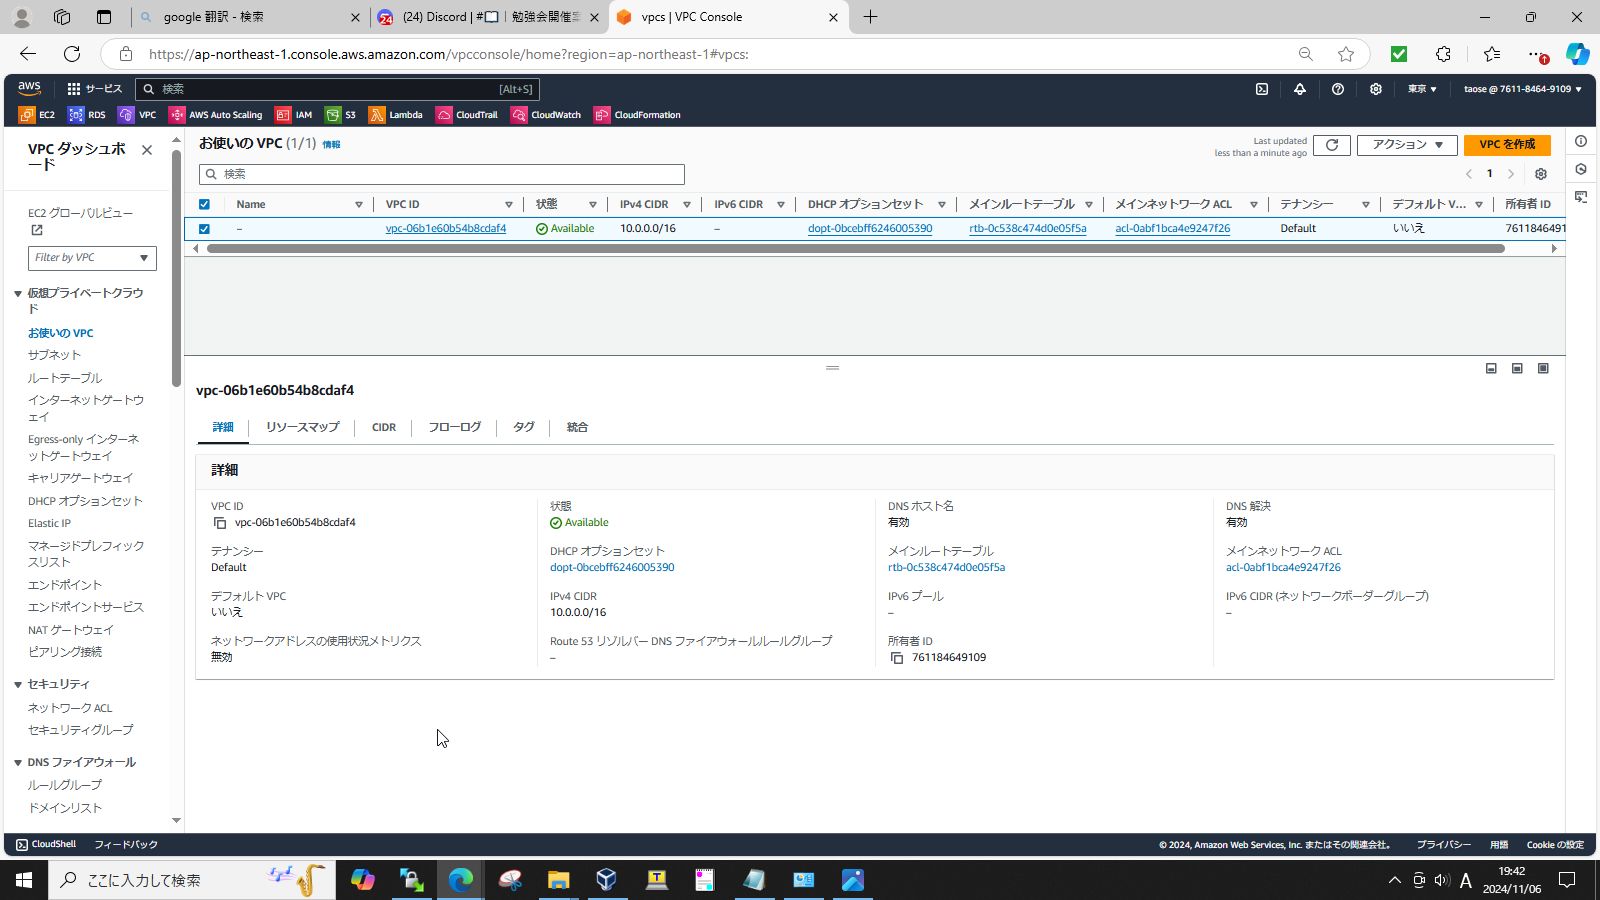 google 翻訳 - 検索
(24) Discord | #📖｜勉強会開催案
vpcs | VPC Console
https://ap-northeast-1.console.aws.amazon.com/vpcconsole/home?region=ap-northeast-1#vpcs:
aws
サービス
検索
[Alt+S]
東京
taose @ 7611-8464-9109
EC2
RDS
VPC
AWS Auto Scaling
IAM
S3
Lambda
CloudTrail
CloudWatch
CloudFormation
VPC ダッシュボ
ード
EC2 グローバルビュー
Filter by VPC
仮想プライベートクラウ
ド
お使いの VPC
サブネット
ルートテーブル
インターネットゲートウ
ェイ
Egress-only インターネ
ットゲートウェイ
キャリアゲートウェイ
DHCP オプションセット
Elastic IP
マネージドプレフィック
スリスト
エンドポイント
エンドポイントサービス
NAT ゲートウェイ
ピアリング接続
セキュリティ
ネットワーク ACL
セキュリティグループ
DNS ファイアウォール
ルールグループ
ドメインリスト
お使いの VPC (1/1) 情報
Last updated
less than a minute ago
アクション
VPC を作成
検索
1
Name
VPC ID
状態
IPv4 CIDR
IPv6 CIDR
DHCP オプションセット
メインルートテーブル
メインネットワーク ACL
テナンシー
デフォルト V...
所有者 ID
–
vpc-06b1e60b54b8cdaf4
Available
10.0.0.0/16
–
dopt-0bcebff6246005390
rtb-0c538c474d0e05f5a
acl-0abf1bca4e9247f26
Default
いいえ
7611846491
vpc-06b1e60b54b8cdaf4
詳細
リソースマップ
CIDR
フローログ
タグ
統合
詳細
VPC ID
vpc-06b1e60b54b8cdaf4
状態
Available
DNS ホスト名
有効
DNS 解決
有効
テナンシー
Default
DHCP オプションセット
dopt-0bcebff6246005390
メインルートテーブル
rtb-0c538c474d0e05f5a
メインネットワーク ACL
acl-0abf1bca4e9247f26
デフォルト VPC
いいえ
IPv4 CIDR
10.0.0.0/16
IPv6 プール
–
IPv6 CIDR (ネットワークボーダーグループ)
–
ネットワークアドレスの使用状況メトリクス
無効
Route 53 リゾルバー DNS ファイアウォールルールグループ
–
所有者 ID
761184649109
CloudShell
フィードバック
© 2024, Amazon Web Services, Inc. またはその関連会社。
プライバシー
用語
Cookie の設定
ここに入力して検索
A
19:42
2024/11/06